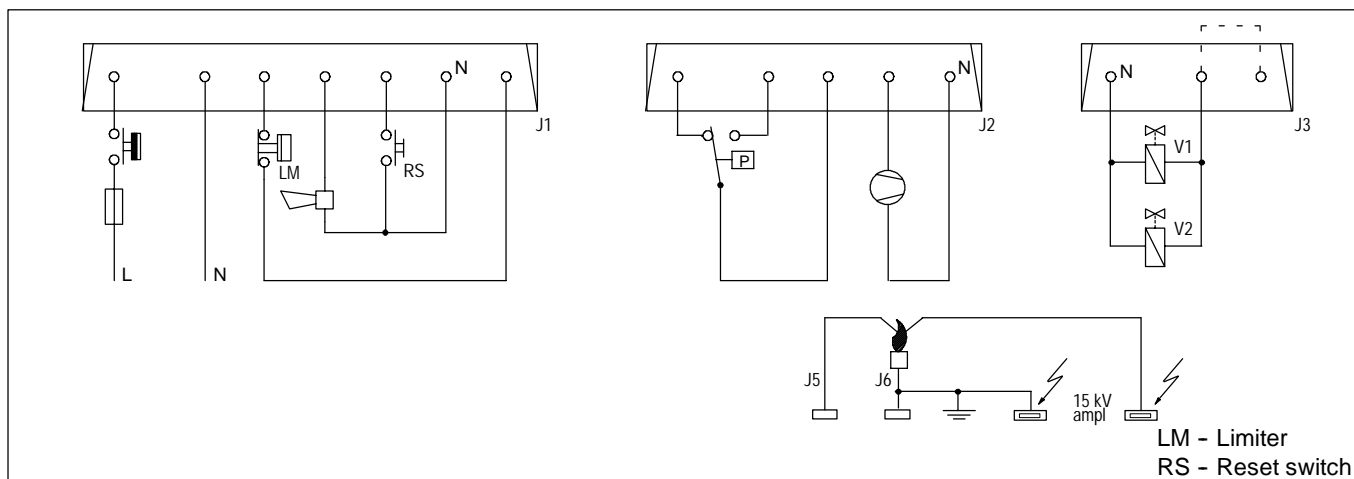 N
N
N
J1
J2
J3
LM
RS
P
V1
V2
L
N
J5
J6
15 kV
ampl
LM - Limiter
RS - Reset switch